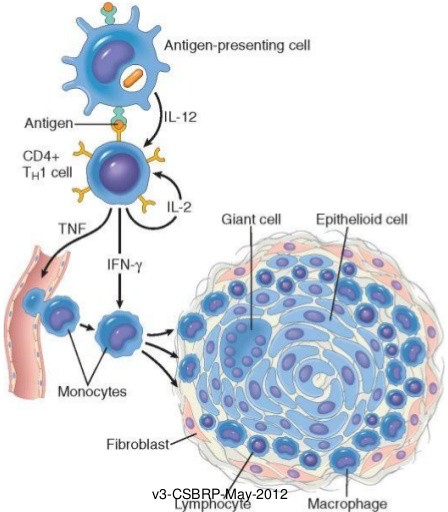 Antigen-presenting cell
IL-12
Antigen
CD4+
TH1 cell
IL-2
TNF
Giant cell
Epithelioid cell
IFN-γ
Monocytes
Fibroblast
v3-CSBRP-May-2012
Lymphocyte
Macrophage